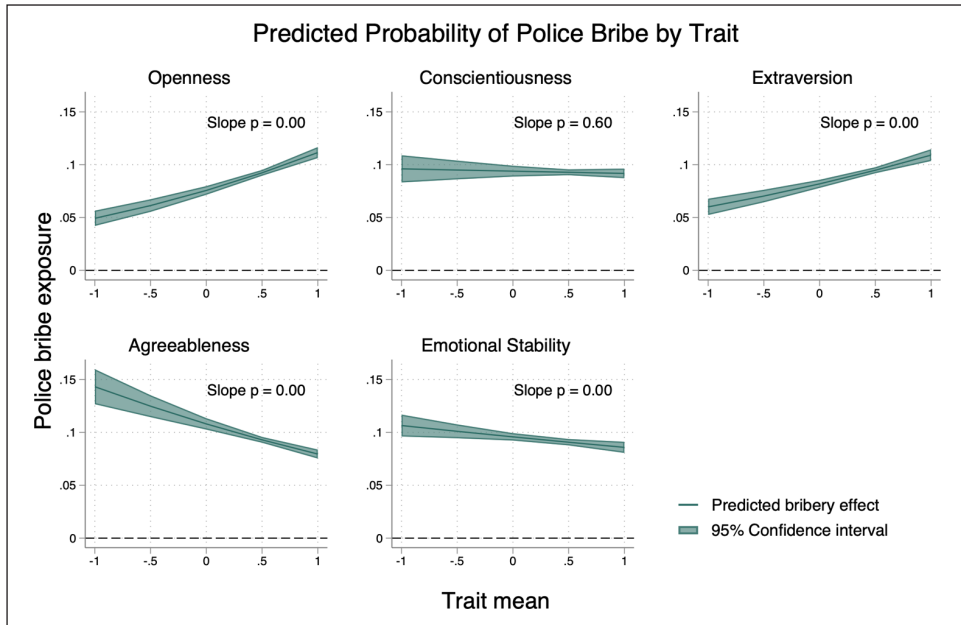 Predicted Probability of Police Bribe by Trait
Police bribe exposure
Openness
Slope p = 0.00
.15
.1
.05
0
-1 -.5 0 .5 1
Conscientiousness
Slope p = 0.60
.15
.1
.05
0
-1 -.5 0 .5 1
Extraversion
Slope p = 0.00
.15
.1
.05
0
-1 -.5 0 .5 1
Agreeableness
Slope p = 0.00
.15
.1
.05
0
-1 -.5 0 .5 1
Emotional Stability
Slope p = 0.00
.15
.1
.05
0
-1 -.5 0 .5 1
Predicted bribery effect
95% Confidence interval
Trait mean